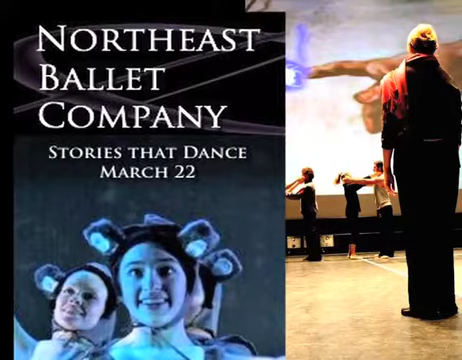 NORTHEAST
BALLET
COMPANY
STORIES THAT DANCE
MARCH 22